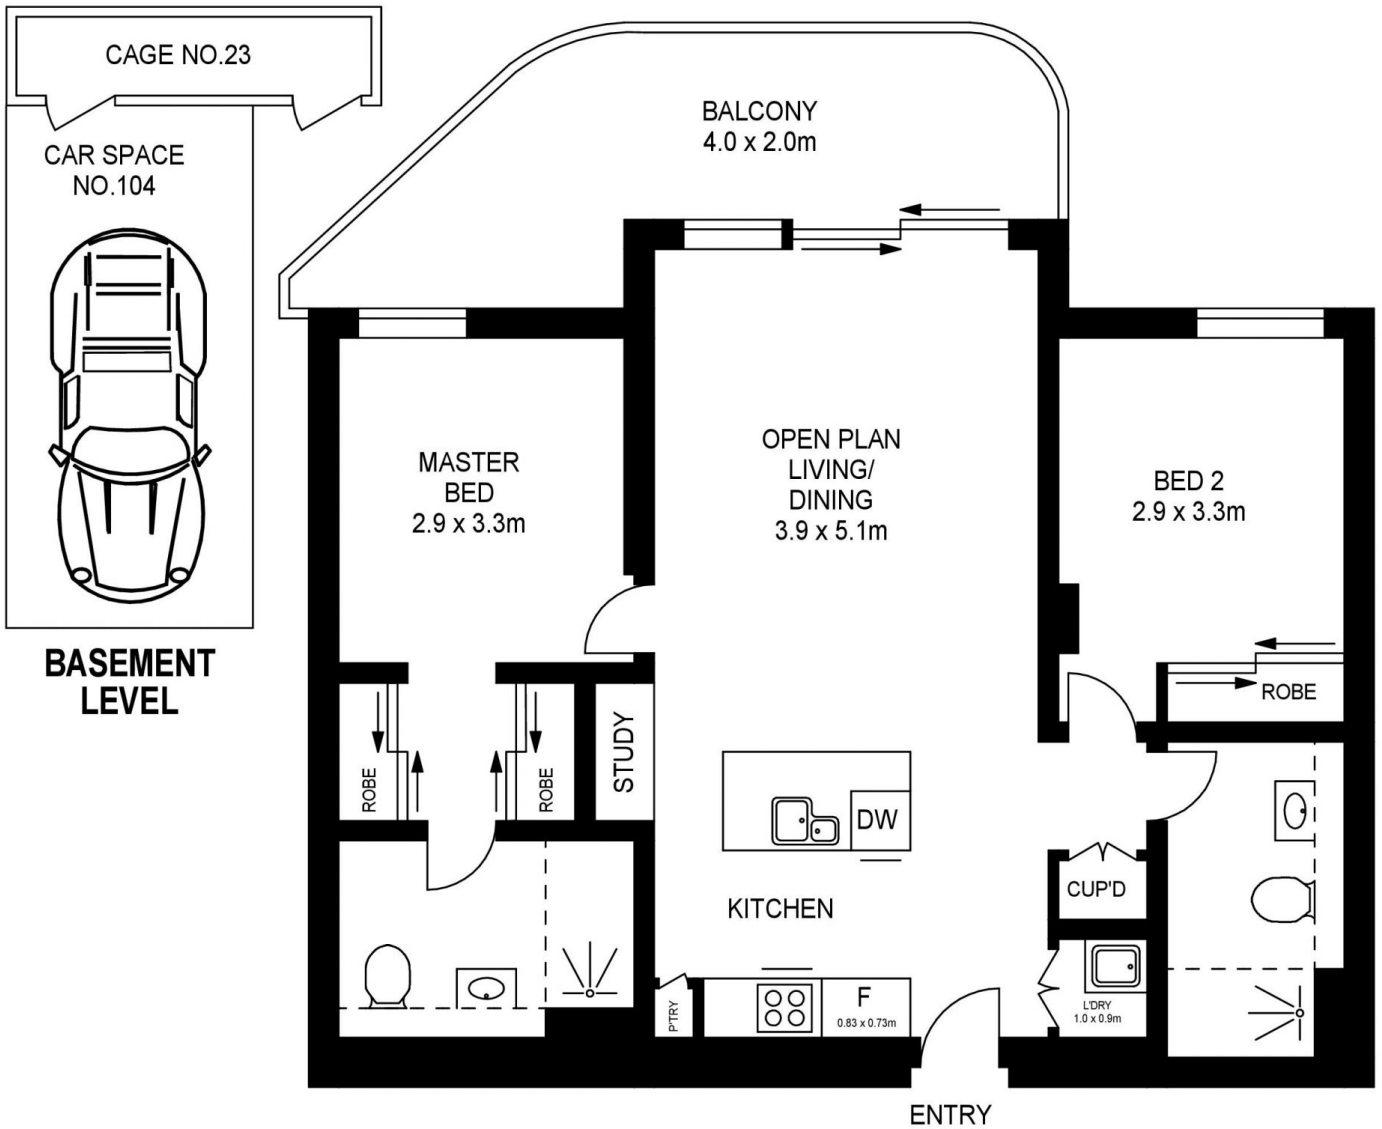 CAGE NO.23
CAR SPACE
NO.104
BASEMENT
LEVEL
BALCONY
4.0 x 2.0m
MASTER
BED
2.9 x 3.3m
OPEN PLAN
LIVING/
DINING
3.9 x 5.1m
BED 2
2.9 x 3.3m
ROBE
ROBE
ROBE
STUDY
DW
KITCHEN
CUP'D
P'TRY
F
0.83 x 0.73m
L'DRY
1.0 x 0.9m
ENTRY